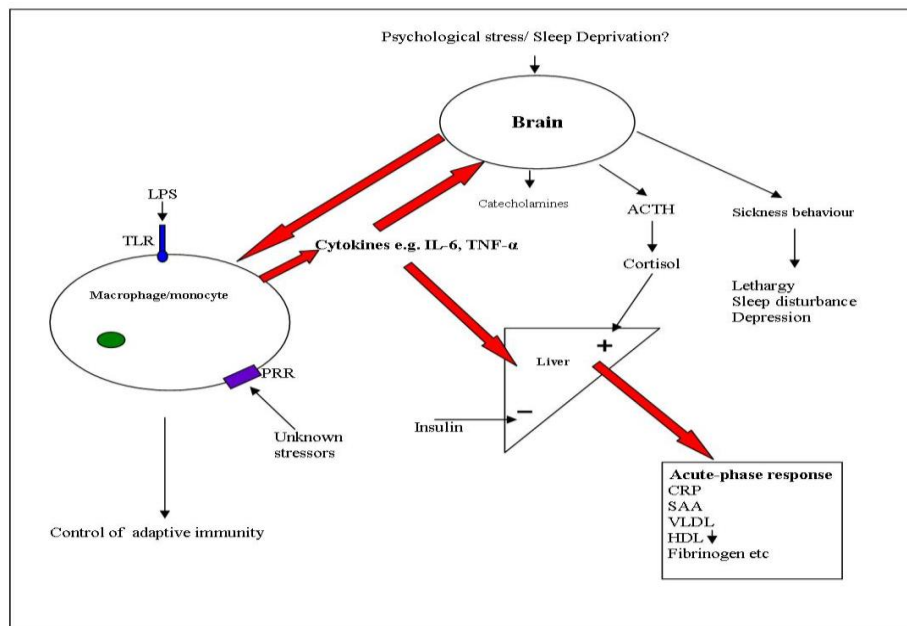 Psychological stress/ Sleep Deprivation?
Brain
LPS
TLR
Catecholamines
ACTH
Sickness behaviour
Cytokines e.g. IL-6, TNF-α
Cortisol
Macrophage/monocyte
Lethargy
Sleep disturbance
Depression
+
Liver
PRR
Insulin
−
Unknown
stressors
Control of adaptive immunity
Acute-phase response
CRP
SAA
VLDL
HDL
Fibrinogen etc